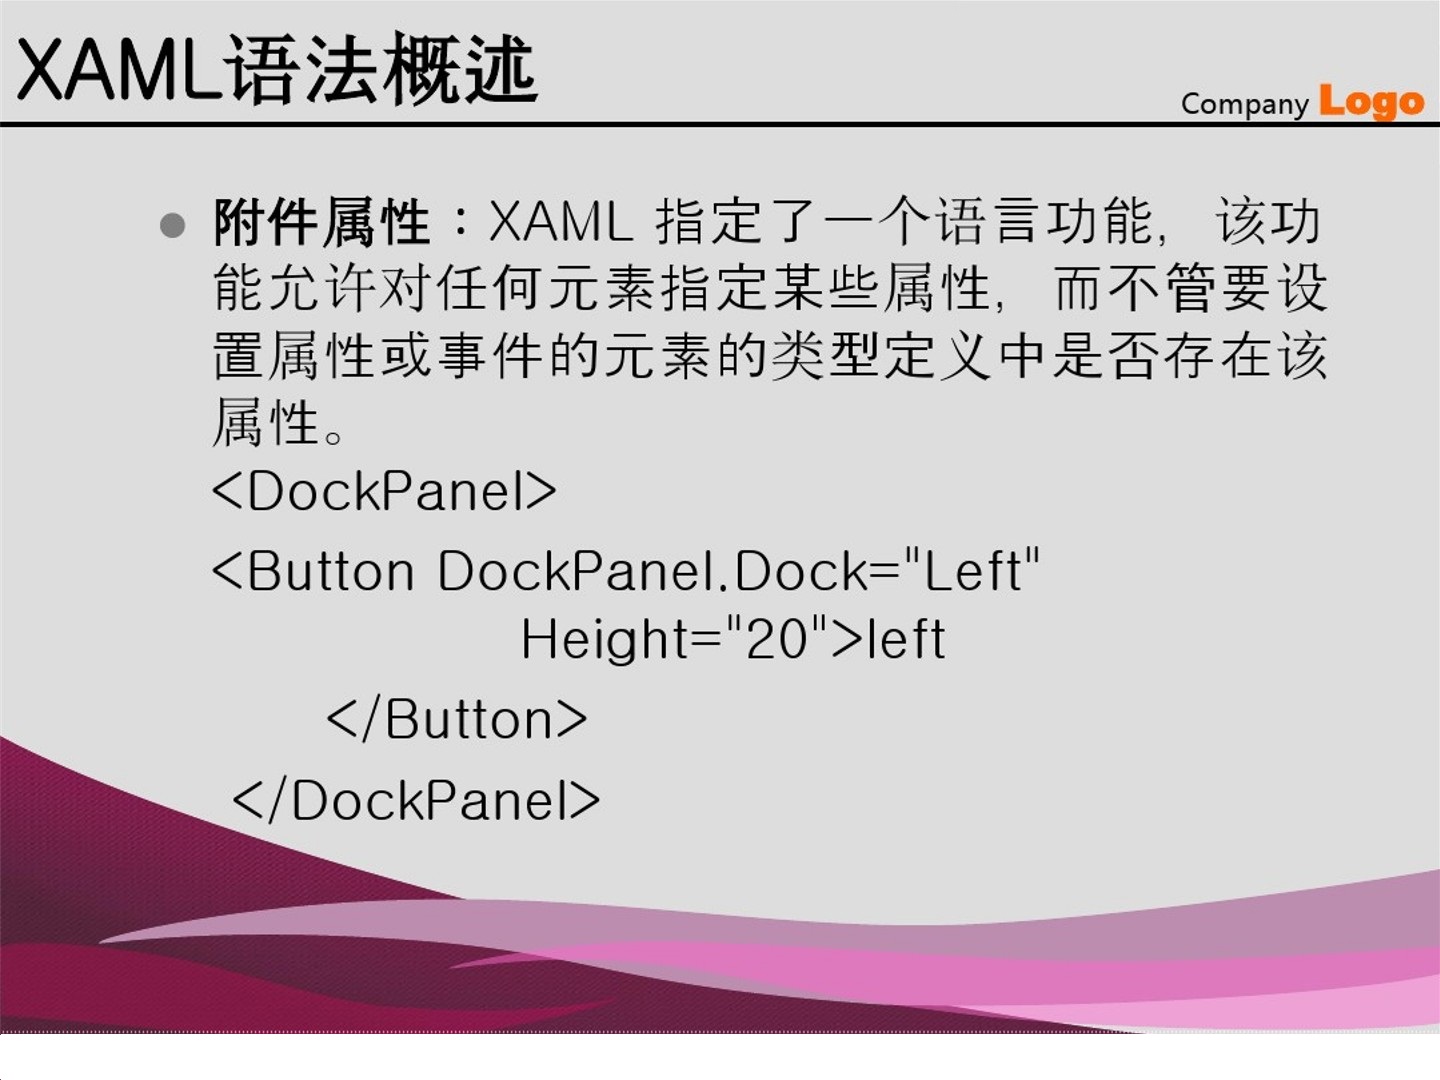 XAML语法概述
Company Logo
附件属性：XAML 指定了一个语言功能，该功
能允许对任何元素指定某些属性，而不管要设
置属性或事件的元素的类型定义中是否存在该
属性。
<DockPanel>
<Button DockPanel.Dock="Left"
Height="20">left
</Button>
</DockPanel>